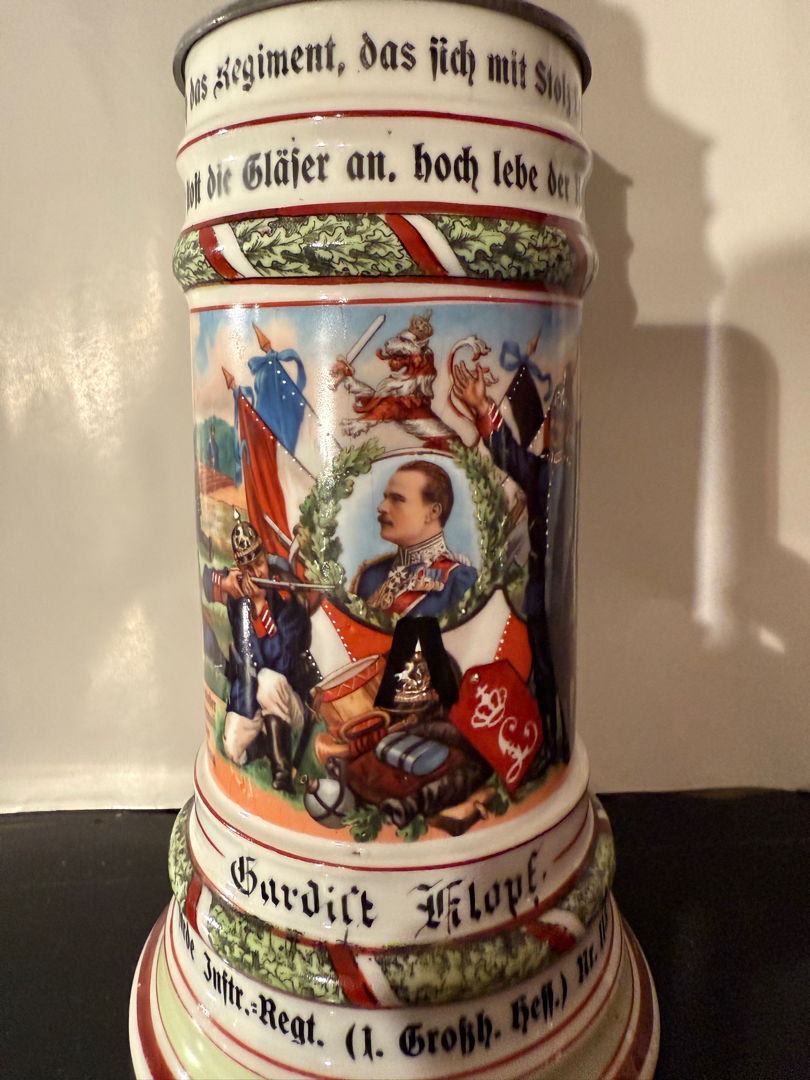 das Regiment, das sich mit Stolz
die Gläser an. hoch lebe der
Gardist Klopf.
Inftr.=Regt. (1. Großh. Hess.) Nr.